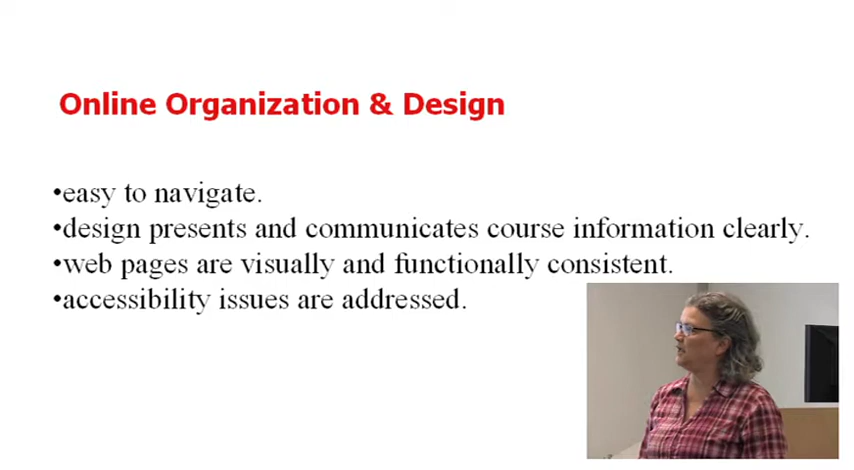 Online Organization & Design
•easy to navigate.
•design presents and communicates course information clearly.
•web pages are visually and functionally consistent.
•accessibility issues are addressed.